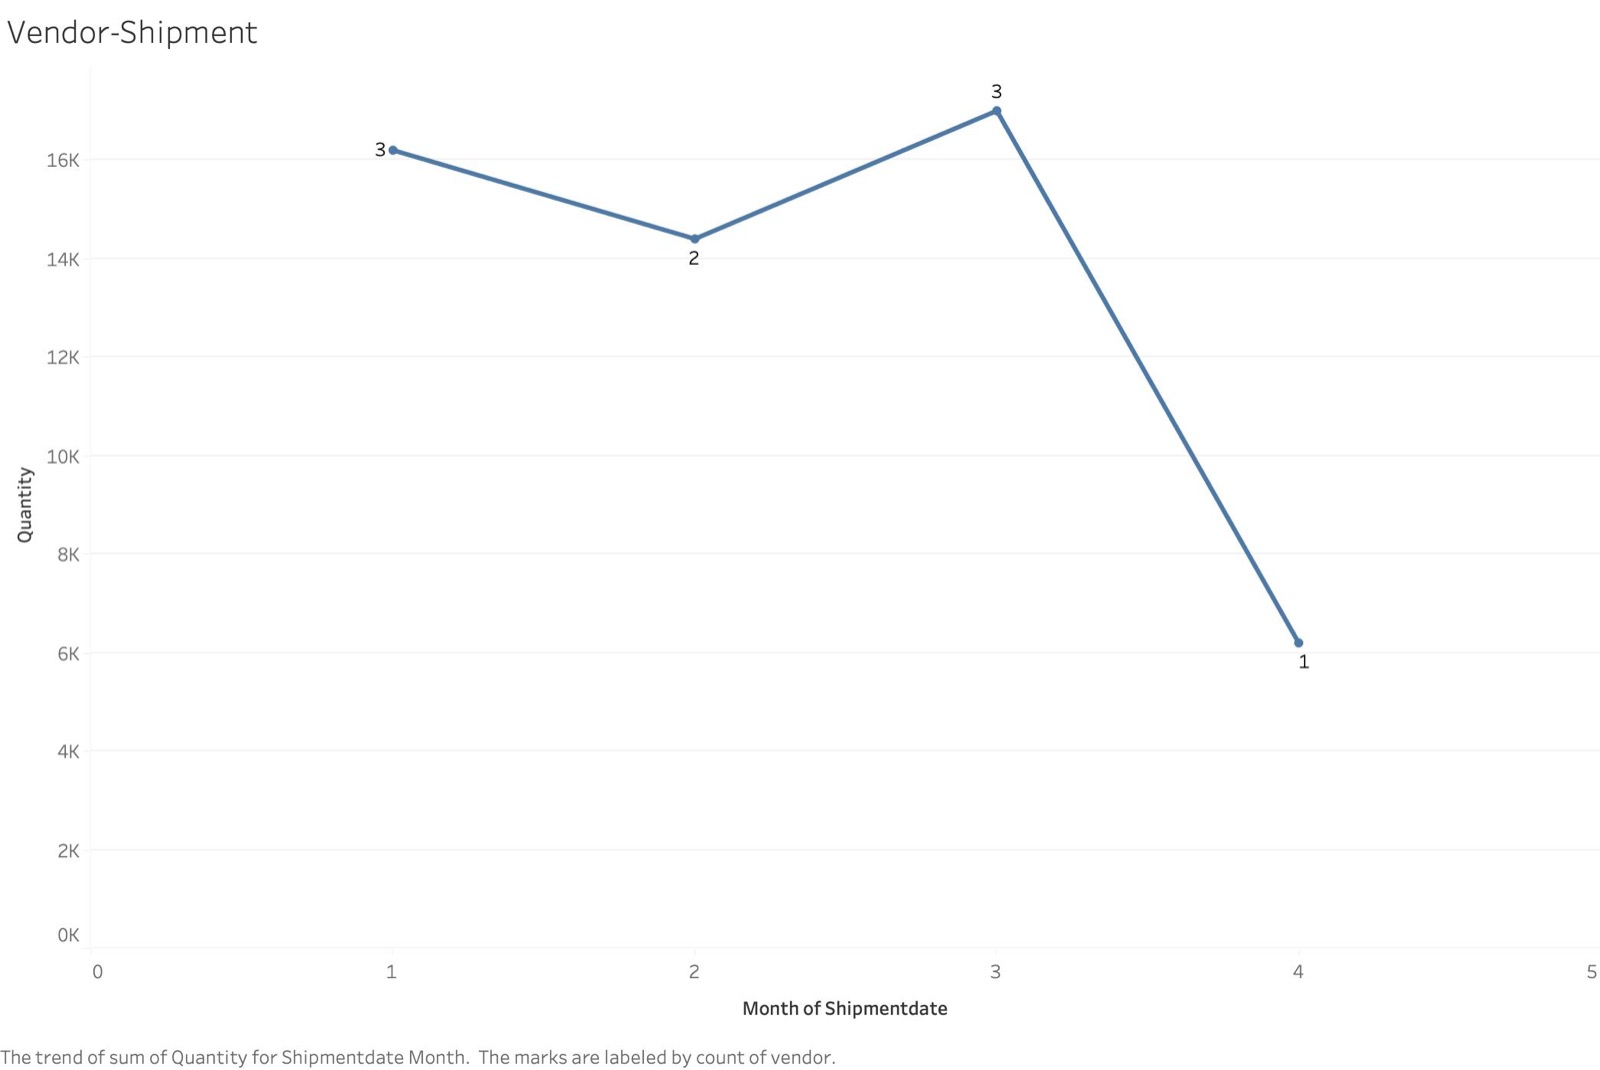 Vendor-Shipment
3
3
16K
2
14K
12K
10K
Quantity
8K
6K
1
4K
2K
0K
0 1 2 3 4 5
Month of Shipmentdate
The trend of sum of Quantity for Shipmentdate Month.  The marks are labeled by count of vendor.